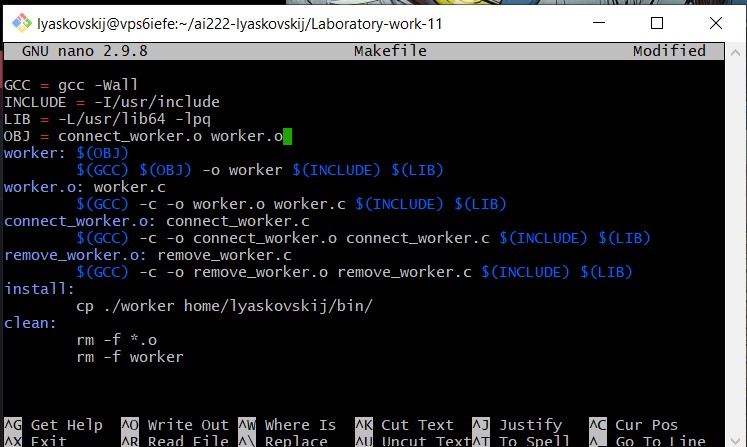 lyaskovskij@vps6iefe:~/ai222-lyaskovskij/Laboratory-work-11
GNU nano 2.9.8 Makefile Modified
GCC = gcc -Wall
INCLUDE = -I/usr/include
LIB = -L/usr/lib64 -lpq
OBJ = connect_worker.o worker.o
worker: $(OBJ)
$(GCC) $(OBJ) -o worker $(INCLUDE) $(LIB)
worker.o: worker.c
$(GCC) -c -o worker.o worker.c $(INCLUDE) $(LIB)
connect_worker.o: connect_worker.c
$(GCC) -c -o connect_worker.o connect_worker.c $(INCLUDE) $(LIB)
remove_worker.o: remove_worker.c
$(GCC) -c -o remove_worker.o remove_worker.c $(INCLUDE) $(LIB)
install:
cp ./worker home/lyaskovskij/bin/
clean:
rm -f *.o
rm -f worker
^G Get Help ^O Write Out ^W Where Is ^K Cut Text ^J Justify ^C Cur Pos
^X Exit ^R Read File ^\ Replace ^U Uncut Text ^T To Spell ^_ Go To Line